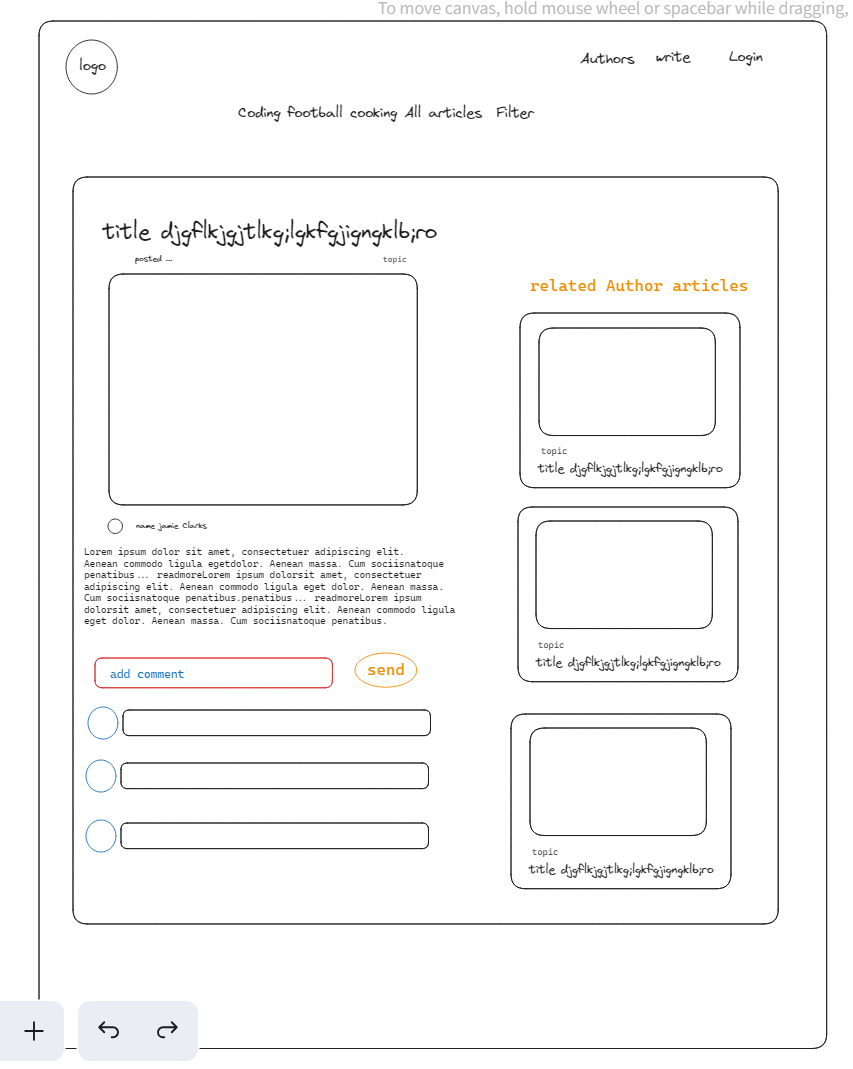 To move canvas, hold mouse wheel or spacebar while dragging,
logo
Authors write Login
Coding football cooking All articles Filter
title djgflkjgjtlkg;lgkfgjigngklb;ro
posted ...
topic
related Author articles
topic
title djgflkjgjtlkg;lgkfgjigngklb;ro
name jamie Clarks
Lorem ipsum dolor sit amet, consectetuer adipiscing elit.
Aenean commodo ligula egetdolor. Aenean massa. Cum sociisnatoque
penatibus... readmoreLorem ipsum dolorsit amet, consectetuer
adipiscing elit. Aenean commodo ligula eget dolor. Aenean massa.
Cum sociisnatoque penatibus.penatibus... readmoreLorem ipsum
dolorsit amet, consectetuer adipiscing elit. Aenean commodo ligula
eget dolor. Aenean massa. Cum sociisnatoque penatibus.
topic
title djgflkjgjtlkg;lgkfgjigngklb;ro
add comment
send
topic
title djgflkjgjtlkg;lgkfgjigngklb;ro